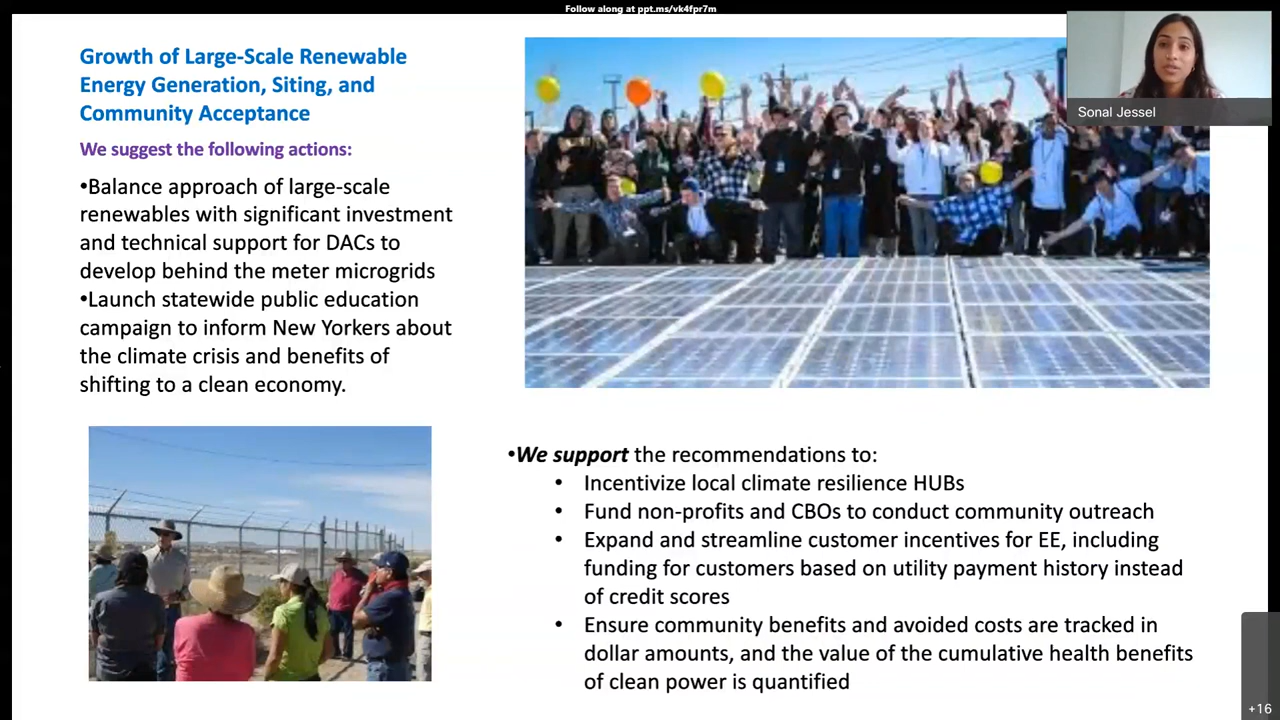 Follow along at ppt.ms/vk4fpr7m
Growth of Large-Scale Renewable
Energy Generation, Siting, and
Community Acceptance
We suggest the following actions:
•Balance approach of large-scale
renewables with significant investment
and technical support for DACs to
develop behind the meter microgrids
•Launch statewide public education
campaign to inform New Yorkers about
the climate crisis and benefits of
shifting to a clean economy.
Sonal Jessel
•We support the recommendations to:
• Incentivize local climate resilience HUBs
• Fund non-profits and CBOs to conduct community outreach
• Expand and streamline customer incentives for EE, including
funding for customers based on utility payment history instead
of credit scores
• Ensure community benefits and avoided costs are tracked in
dollar amounts, and the value of the cumulative health benefits
of clean power is quantified
+16